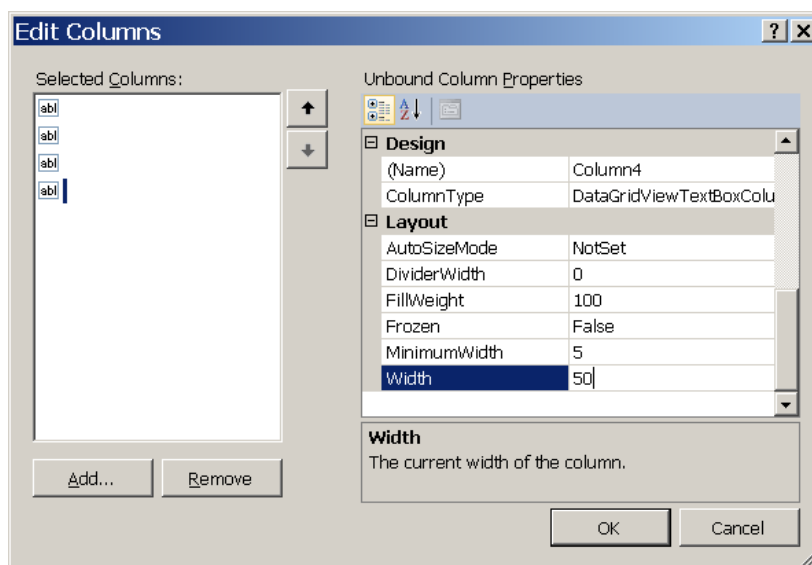 Edit Columns
Selected Columns:
abl
abl
abl
abl
Add...
Remove
Unbound Column Properties
A
Z
Design
(Name) Column4
ColumnType DataGridViewTextBoxColu
Layout
AutoSizeMode NotSet
DividerWidth 0
FillWeight 100
Frozen False
MinimumWidth 5
Width 50
Width
The current width of the column.
OK
Cancel